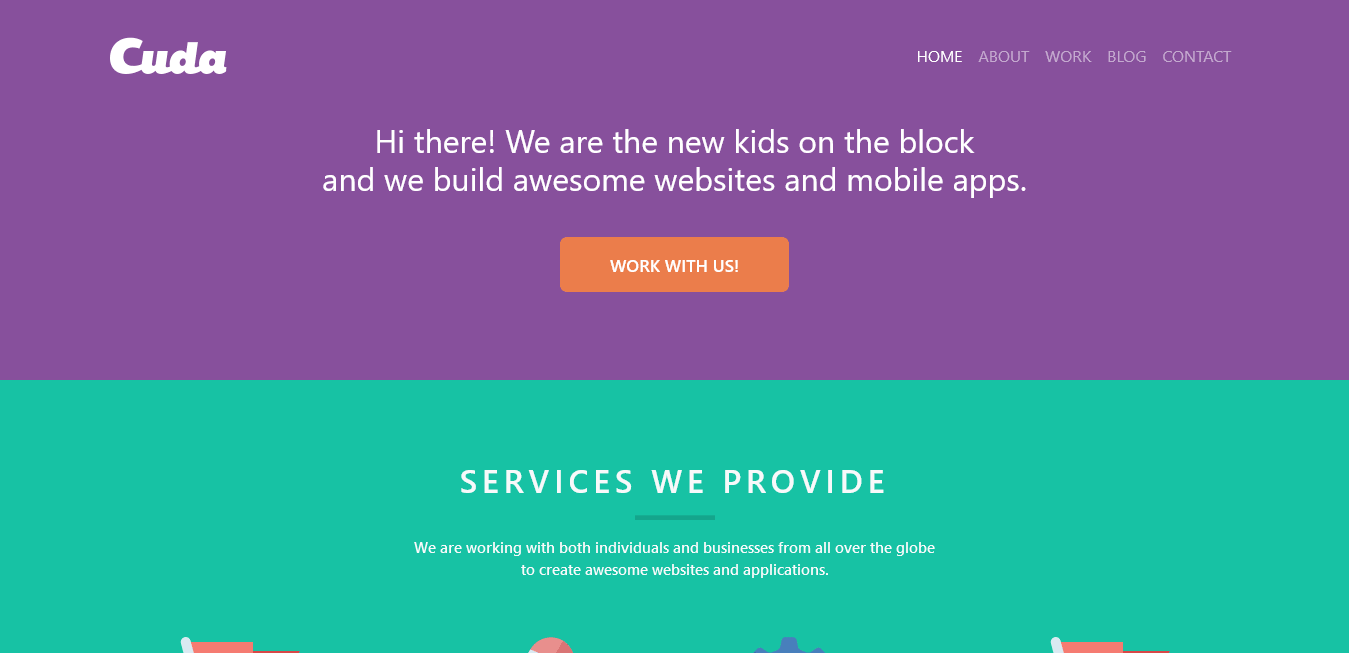 Cuda
HOME ABOUT WORK BLOG CONTACT
Hi there! We are the new kids on the block
and we build awesome websites and mobile apps.
WORK WITH US!
SERVICES WE PROVIDE
We are working with both individuals and businesses from all over the globe
to create awesome websites and applications.